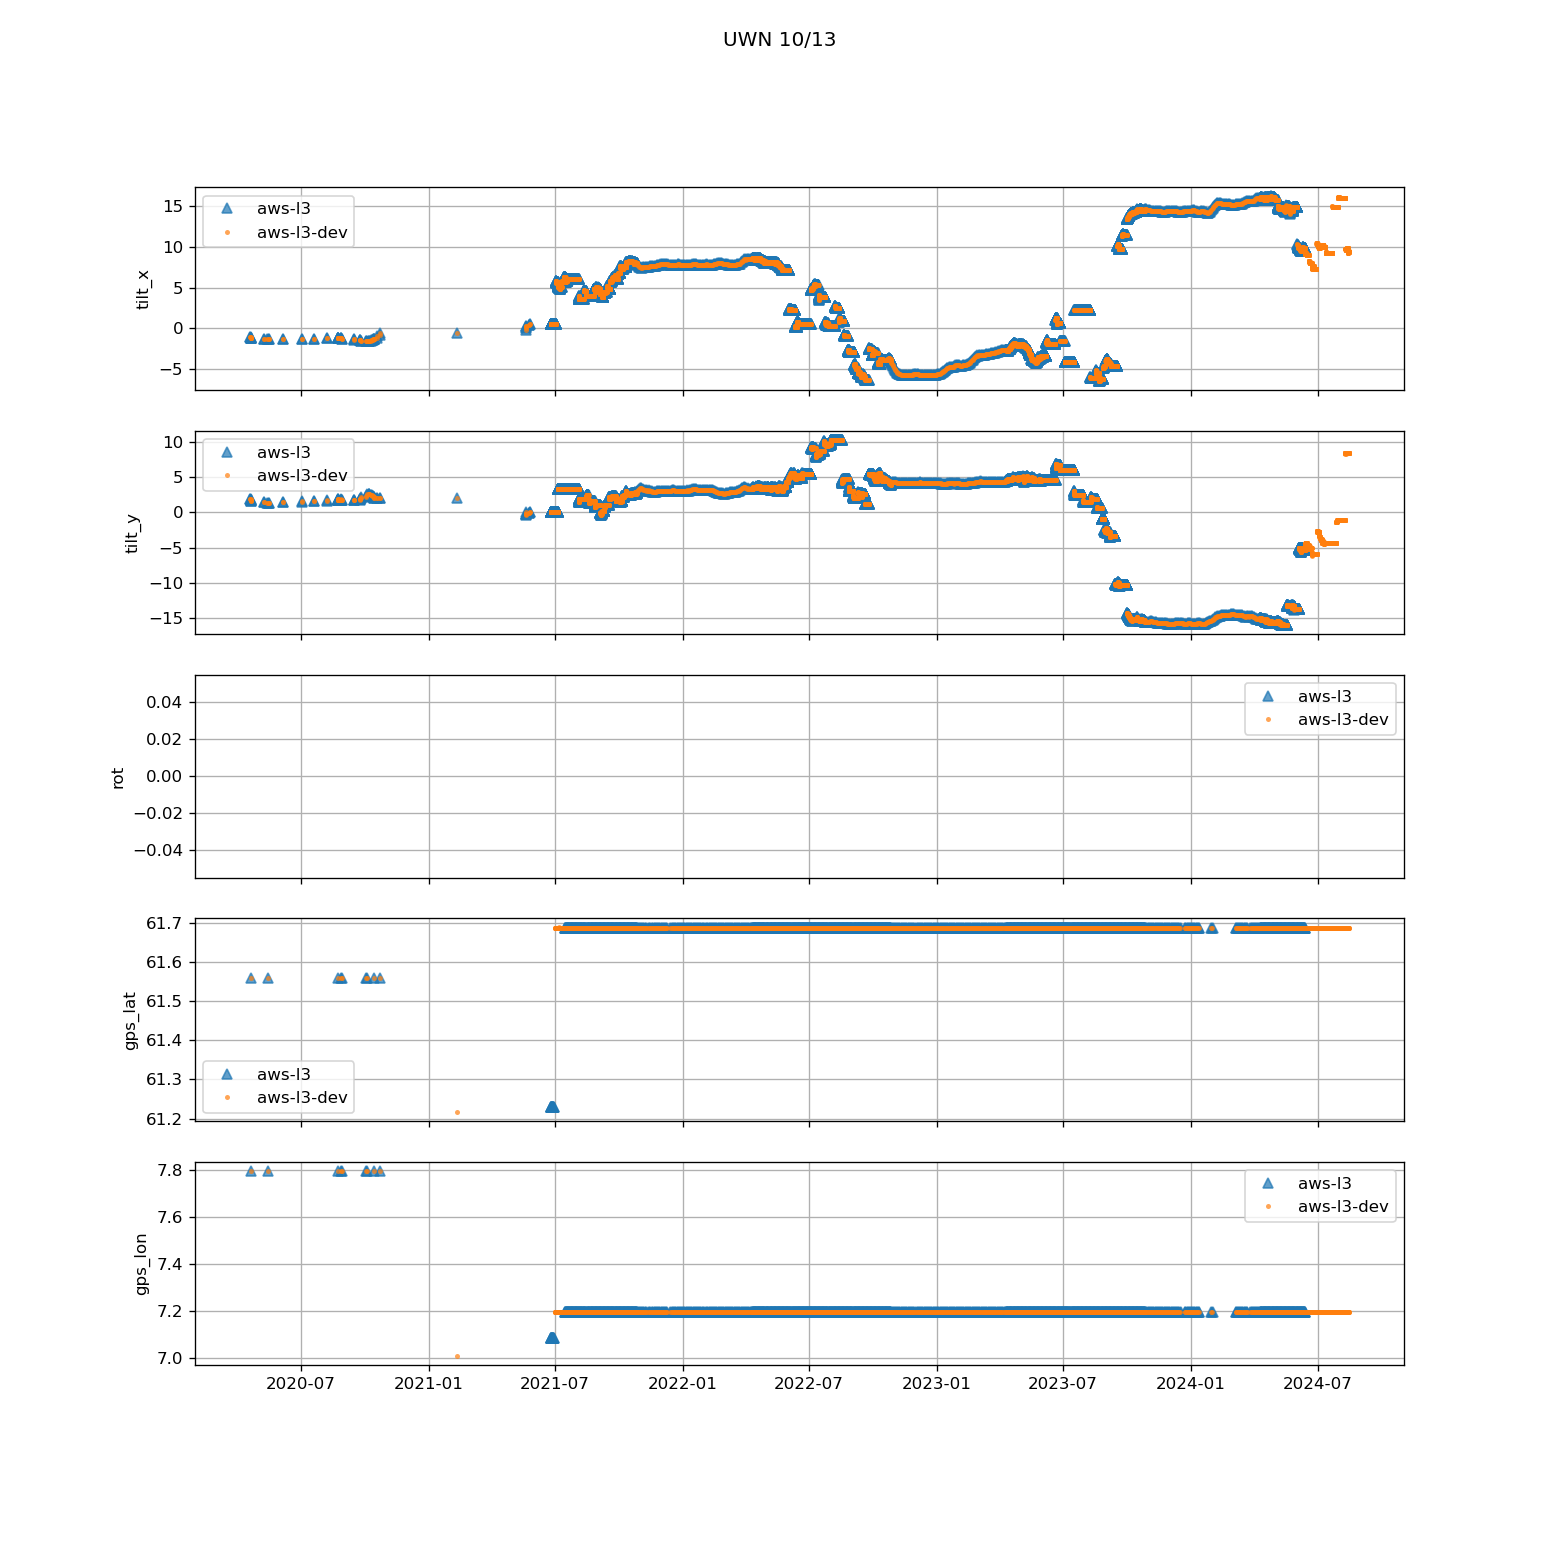 UWN 10/13
aws-l3
aws-l3-dev
15
10
5
0
−5
tilt_x
aws-l3
aws-l3-dev
10
5
0
−5
−10
−15
tilt_y
aws-l3
aws-l3-dev
0.04
0.02
0.00
−0.02
−0.04
rot
61.7
61.6
61.5
61.4
61.3
61.2
gps_lat
aws-l3
aws-l3-dev
7.8
7.6
7.4
7.2
7.0
gps_lon
aws-l3
aws-l3-dev
2020-07 2021-01 2021-07 2022-01 2022-07 2023-01 2023-07 2024-01 2024-07